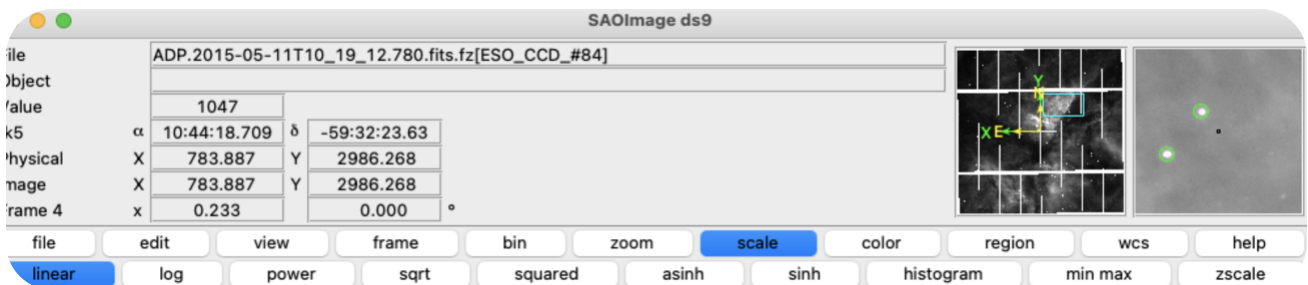 SAOImage ds9
ile ADP.2015-05-11T10_19_12.780.fits.fz[ESO_CCD_#84]
Object
alue 1047
k5 α 10:44:18.709 δ -59:32:23.63
Physical X 783.887 Y 2986.268
mage X 783.887 Y 2986.268
rame 4 x 0.233 0.000 °
Y
N
X E
file edit view frame bin zoom scale color region wcs help
linear log power sqrt squared asinh sinh histogram min max zscale